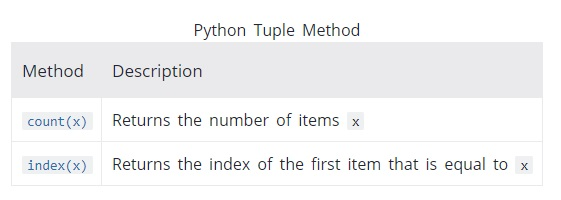 Python Tuple Method
Method Description
count(x) Returns the number of items x
index(x) Returns the index of the first item that is equal to x